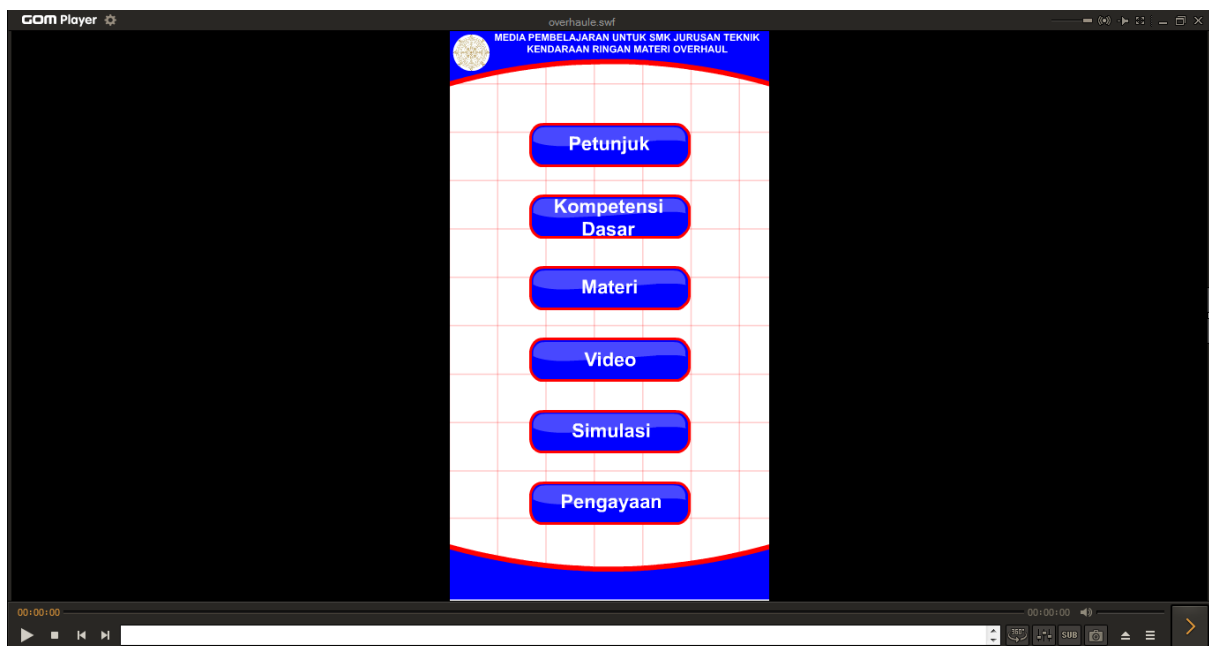 GOM Player
overhaule.swf
MEDIA PEMBELAJARAN UNTUK SMK JURUSAN TEKNIK
KENDARAAN RINGAN MATERI OVERHAUL
Petunjuk
Kompetensi
Dasar
Materi
Video
Simulasi
Pengayaan
00:00:00
00:00:00
360°
SUB